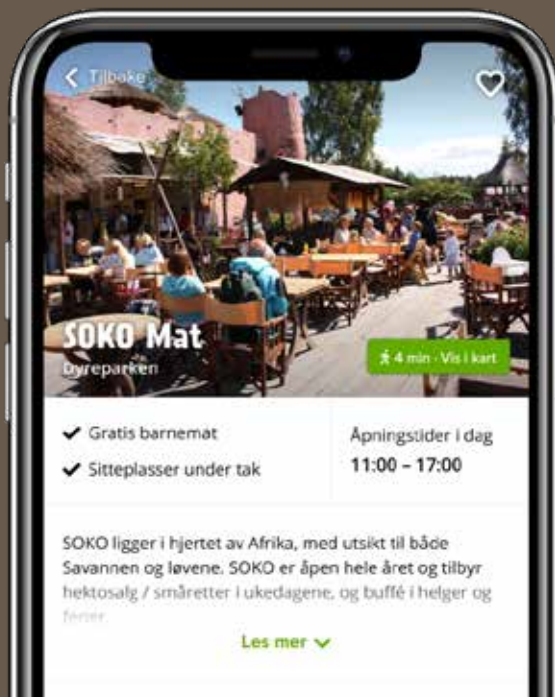 Tilbake
SOKO Mat
Dyreparken
4 min - Vis i kart
Gratis barnemat
Sitteplasser under tak
Åpningstider i dag
11:00 – 17:00
SOKO ligger i hjertet av Afrika, med utsikt til både
Savannen og løvene. SOKO er åpen hele året og tilbyr
hektosalg / småretter i ukedagene, og buffé i helger og
ferier.
Les mer